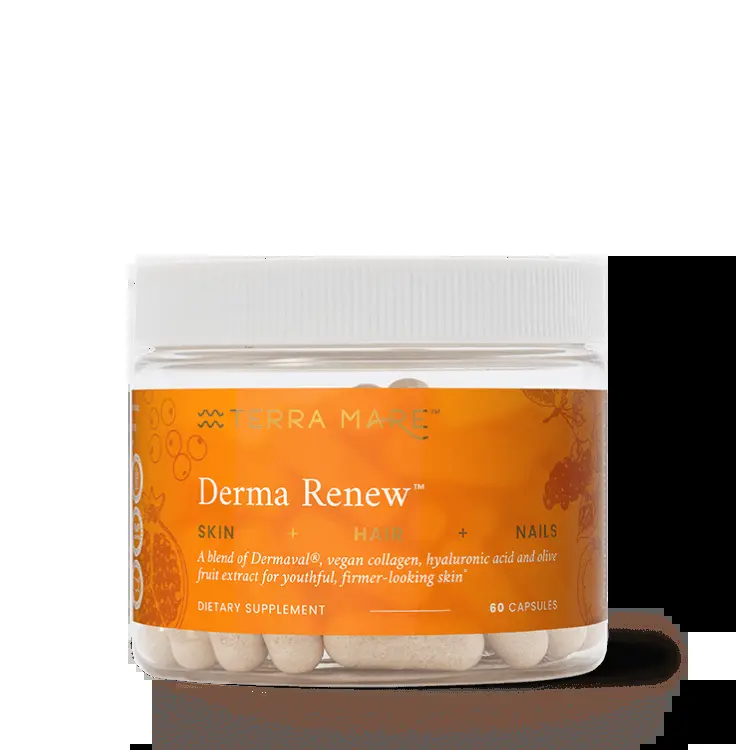 TERRA MARE™
Derma Renew™
SKIN + HAIR + NAILS
A blend of Dermaval®, vegan collagen, hyaluronic acid and olive
fruit extract for youthful, firmer-looking skin*
DIETARY SUPPLEMENT 60 CAPSULES